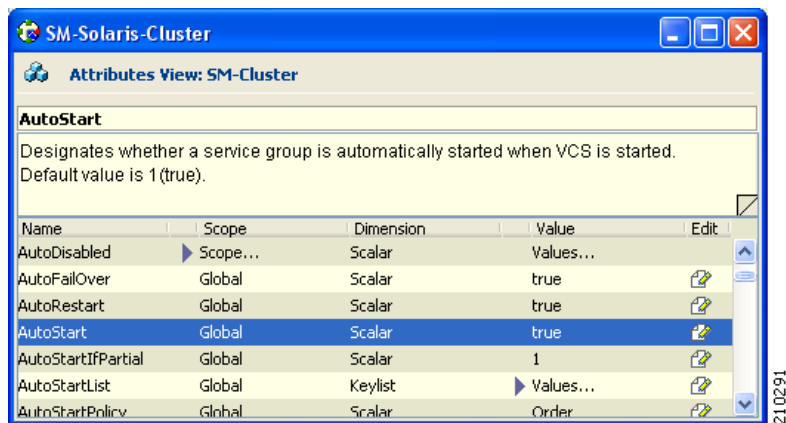 SM-Solaris-Cluster
Attributes View: SM-Cluster
AutoStart
Designates whether a service group is automatically started when VCS is started.
Default value is 1(true).
Name Scope Dimension Value Edit
AutoDisabled Scope... Scalar Values...
AutoFailOver Global Scalar true
AutoRestart Global Scalar true
AutoStart Global Scalar true
AutoStartIfPartial Global Scalar 1
AutoStartList Global Keylist Values...
AutoStartPolicy Global Scalar Order
210291